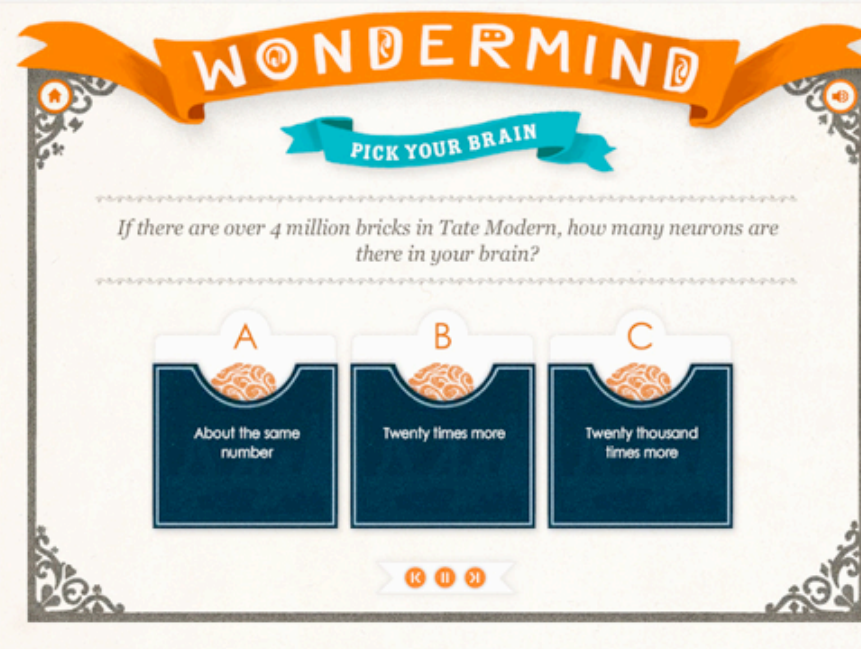 WONDERMIND
PICK YOUR BRAIN
If there are over 4 million bricks in Tate Modern, how many neurons are
there in your brain?
A
B
C
About the same
number
Twenty times more
Twenty thousand
times more